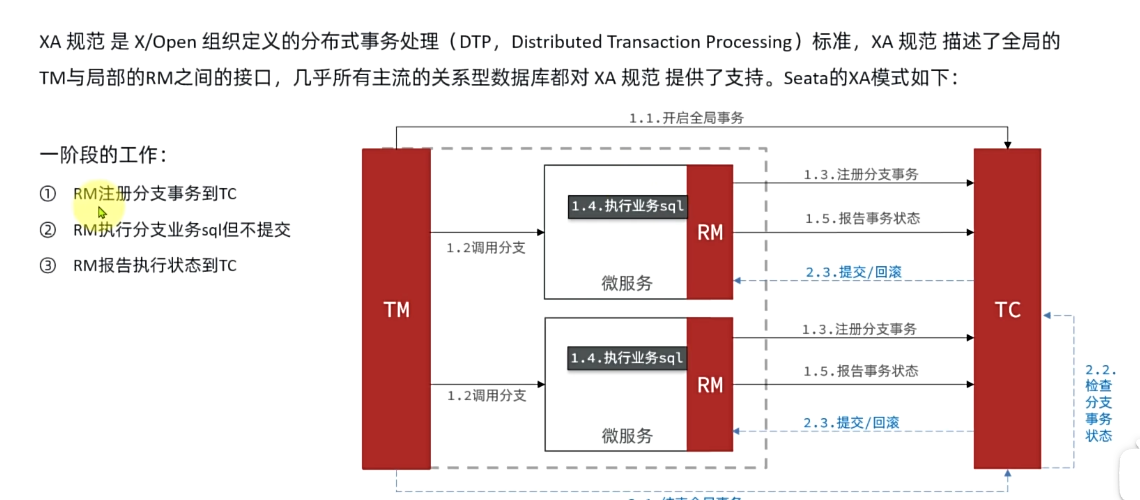 XA 规范 是 X/Open 组织定义的分布式事务处理（DTP，Distributed Transaction Processing）标准，XA 规范 描述了全局的
TM与局部的RM之间的接口，几乎所有主流的关系型数据库都对 XA 规范 提供了支持。Seata的XA模式如下：
一阶段的工作：
① RM注册分支事务到TC
② RM执行分支业务sql但不提交
③ RM报告执行状态到TC
1.1.开启全局事务
TM
1.2调用分支
1.4.执行业务sql
RM
微服务
1.3.注册分支事务
1.5.报告事务状态
2.3.提交/回滚
1.2调用分支
1.4.执行业务sql
RM
微服务
1.3.注册分支事务
1.5.报告事务状态
2.3.提交/回滚
TC
2.2.
检查
分支
事务
状态